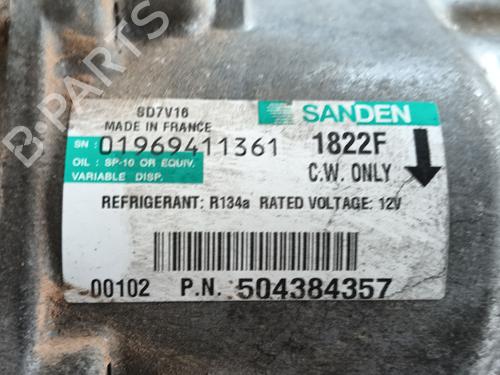 SD7V16
SANDEN
MADE IN FRANCE
SN : 01969411361
1822F
OIL : SP-10 OR EQUIV.
C.W. ONLY
VARIABLE DISP.
REFRIGERANT: R134a RATED VOLTAGE: 12V
00102 P.N. 504384357
B-PARTS